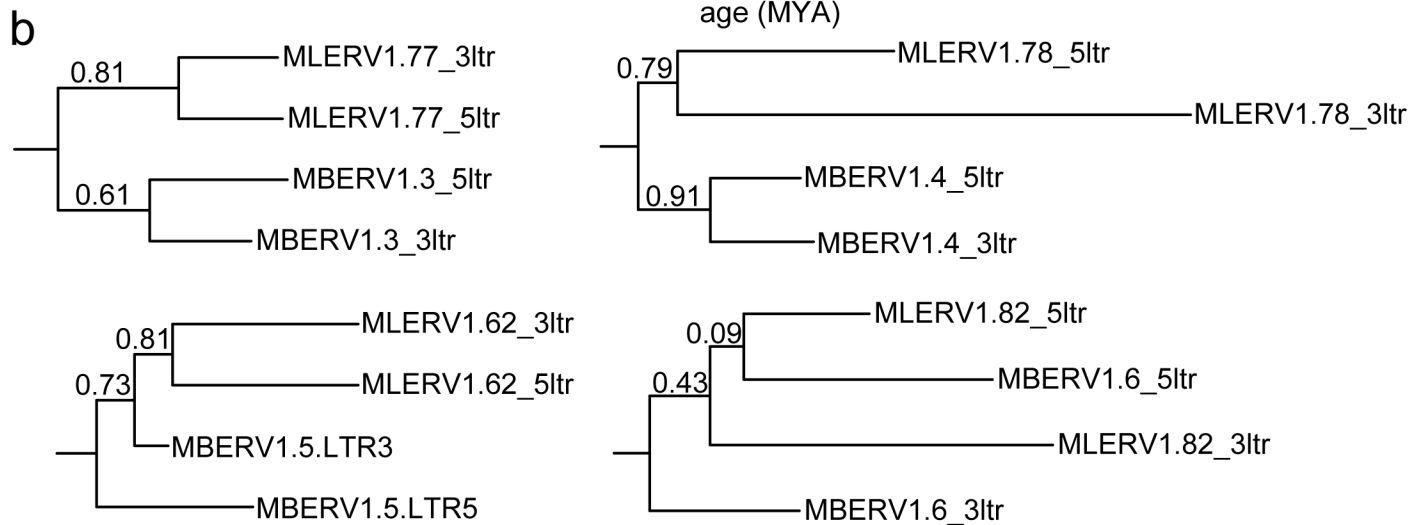 b
age (MYA)
0.81
MLERV1.77_3ltr
MLERV1.77_5ltr
0.61
MBERV1.3_5ltr
MBERV1.3_3ltr
0.79
MLERV1.78_5ltr
MLERV1.78_3ltr
0.91
MBERV1.4_5ltr
MBERV1.4_3ltr
0.81
MLERV1.62_3ltr
0.73
MLERV1.62_5ltr
MBERV1.5.LTR3
MBERV1.5.LTR5
0.09
MLERV1.82_5ltr
0.43
MBERV1.6_5ltr
MLERV1.82_3ltr
MBERV1.6_3ltr